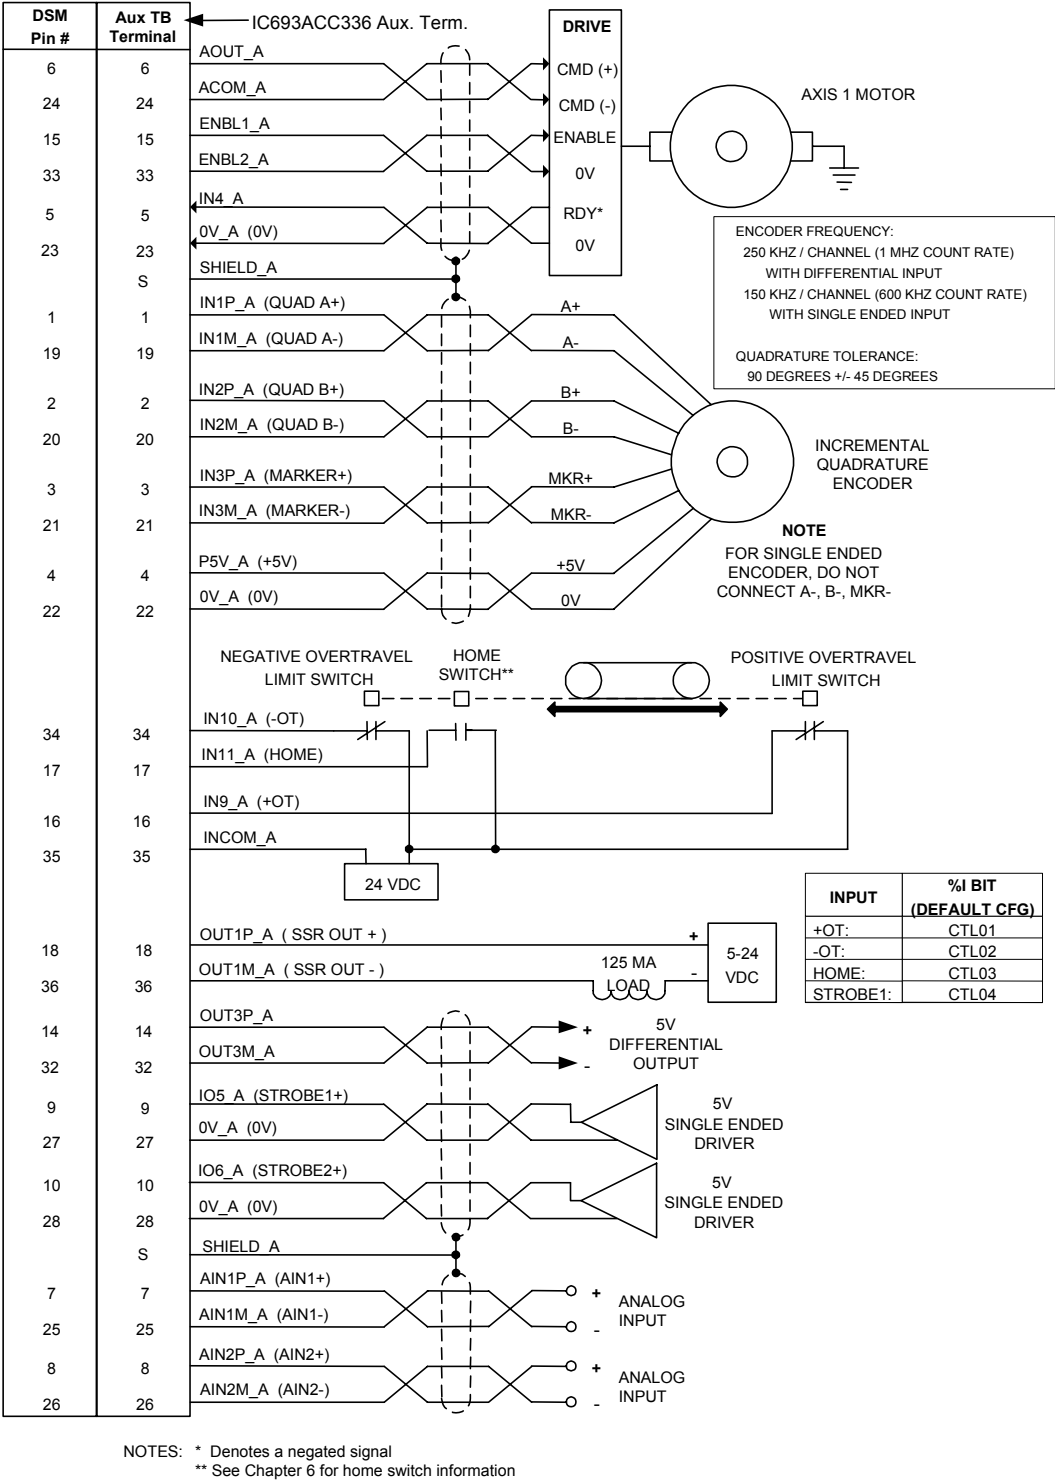 DSM Pin #
Aux TB Terminal
IC693ACC336 Aux. Term.
DRIVE
6 6 AOUT_A CMD (+)
24 24 ACOM_A CMD (-)
AXIS 1 MOTOR
15 15 ENBL1_A ENABLE
33 33 ENBL2_A 0V
5 5 IN4_A RDY*
23 23 0V_A (0V) 0V
S SHIELD_A
ENCODER FREQUENCY:
250 KHZ / CHANNEL (1 MHZ COUNT RATE)
WITH DIFFERENTIAL INPUT
150 KHZ / CHANNEL (600 KHZ COUNT RATE)
WITH SINGLE ENDED INPUT
QUADRATURE TOLERANCE:
90 DEGREES +/- 45 DEGREES
1 1 IN1P_A (QUAD A+) A+
19 19 IN1M_A (QUAD A-) A-
2 2 IN2P_A (QUAD B+) B+
20 20 IN2M_A (QUAD B-) B-
INCREMENTAL
QUADRATURE
ENCODER
3 3 IN3P_A (MARKER+) MKR+
21 21 IN3M_A (MARKER-) MKR-
NOTE
FOR SINGLE ENDED
ENCODER, DO NOT
CONNECT A-, B-, MKR-
4 4 P5V_A (+5V) +5V
22 22 0V_A (0V) 0V
NEGATIVE OVERTRAVEL
LIMIT SWITCH
HOME
SWITCH**
POSITIVE OVERTRAVEL
LIMIT SWITCH
34 34 IN10_A (-OT)
17 17 IN11_A (HOME)
16 16 IN9_A (+OT)
35 35 INCOM_A
24 VDC
INPUT %I BIT
(DEFAULT CFG)
+OT: CTL01
-OT: CTL02
HOME: CTL03
STROBE1: CTL04
18 18 OUT1P_A ( SSR OUT + ) +
36 36 OUT1M_A ( SSR OUT - ) -
125 MA
LOAD
5-24
VDC
14 14 OUT3P_A +
32 32 OUT3M_A -
5V
DIFFERENTIAL
OUTPUT
9 9 IO5_A (STROBE1+)
27 27 0V_A (0V)
5V
SINGLE ENDED
DRIVER
10 10 IO6_A (STROBE2+)
28 28 0V_A (0V)
5V
SINGLE ENDED
DRIVER
S SHIELD_A
7 7 AIN1P_A (AIN1+) +
25 25 AIN1M_A (AIN1-) -
ANALOG
INPUT
8 8 AIN2P_A (AIN2+) +
26 26 AIN2M_A (AIN2-) -
ANALOG
INPUT
NOTES: * Denotes a negated signal
** See Chapter 6 for home switch information